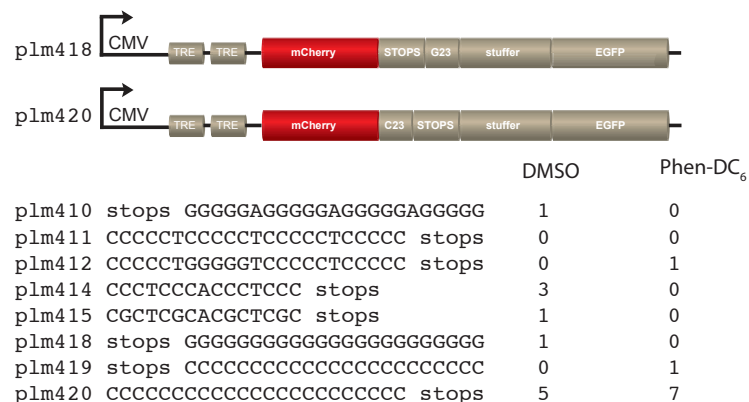 plm418 CMV TRE TRE mCherry STOPS G23 stuffer EGFP
plm420 CMV TRE TRE mCherry C23 STOPS stuffer EGFP
DMSO Phen-DC6
plm410 stops GGGGGAGGGGGAGGGGGAGGGGG 1 0
plm411 CCCCCTCCCCCTCCCCCTCCCCC stops 0 0
plm412 CCCCCTGGGGGTCCCCCTCCCCC stops 0 1
plm414 CCCTCCCACCCTCCC stops 3 0
plm415 CGCTCGCACGCTCGC stops 1 0
plm418 stops GGGGGGGGGGGGGGGGGGGGGGG 1 0
plm419 stops CCCCCCCCCCCCCCCCCCCCCCC 0 1
plm420 CCCCCCCCCCCCCCCCCCCCCCC stops 5 7